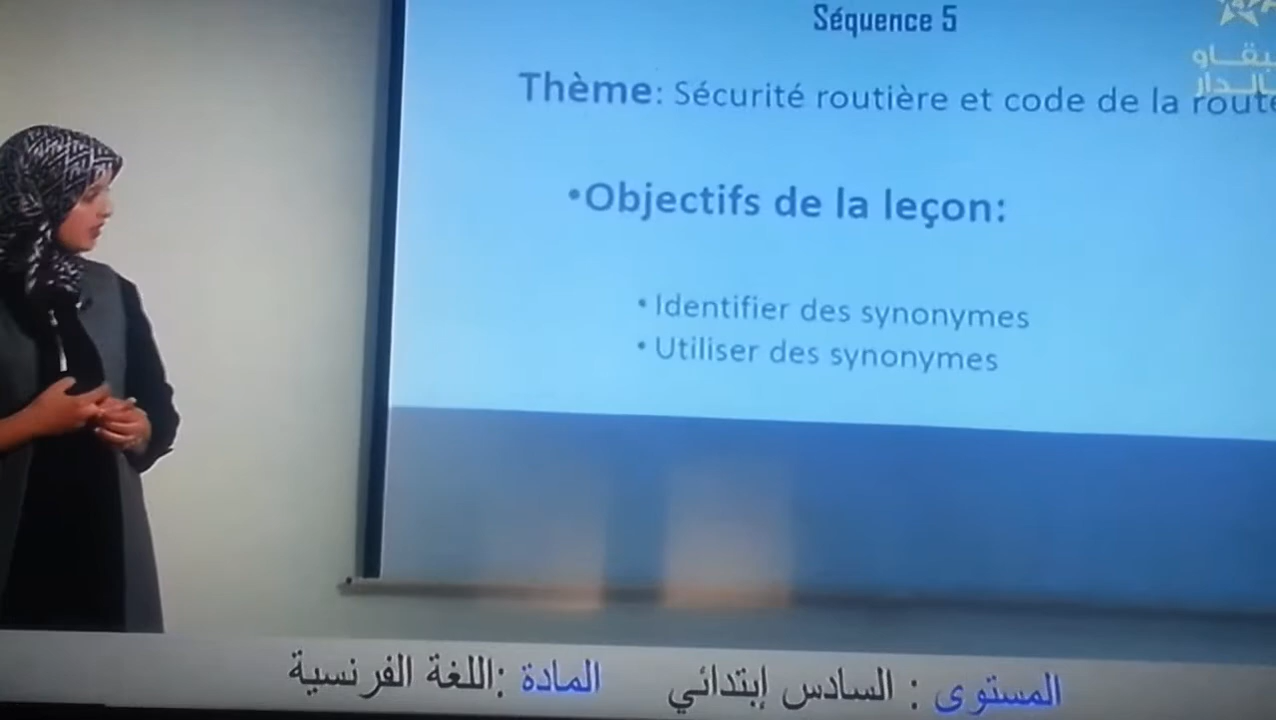 Séquence 5
Thème: Sécurité routière et code de la route
•Objectifs de la leçon:
• Identifier des synonymes
• Utiliser des synonymes
المستوى : السادس إبتدائي المادة :اللغة الفرنسية